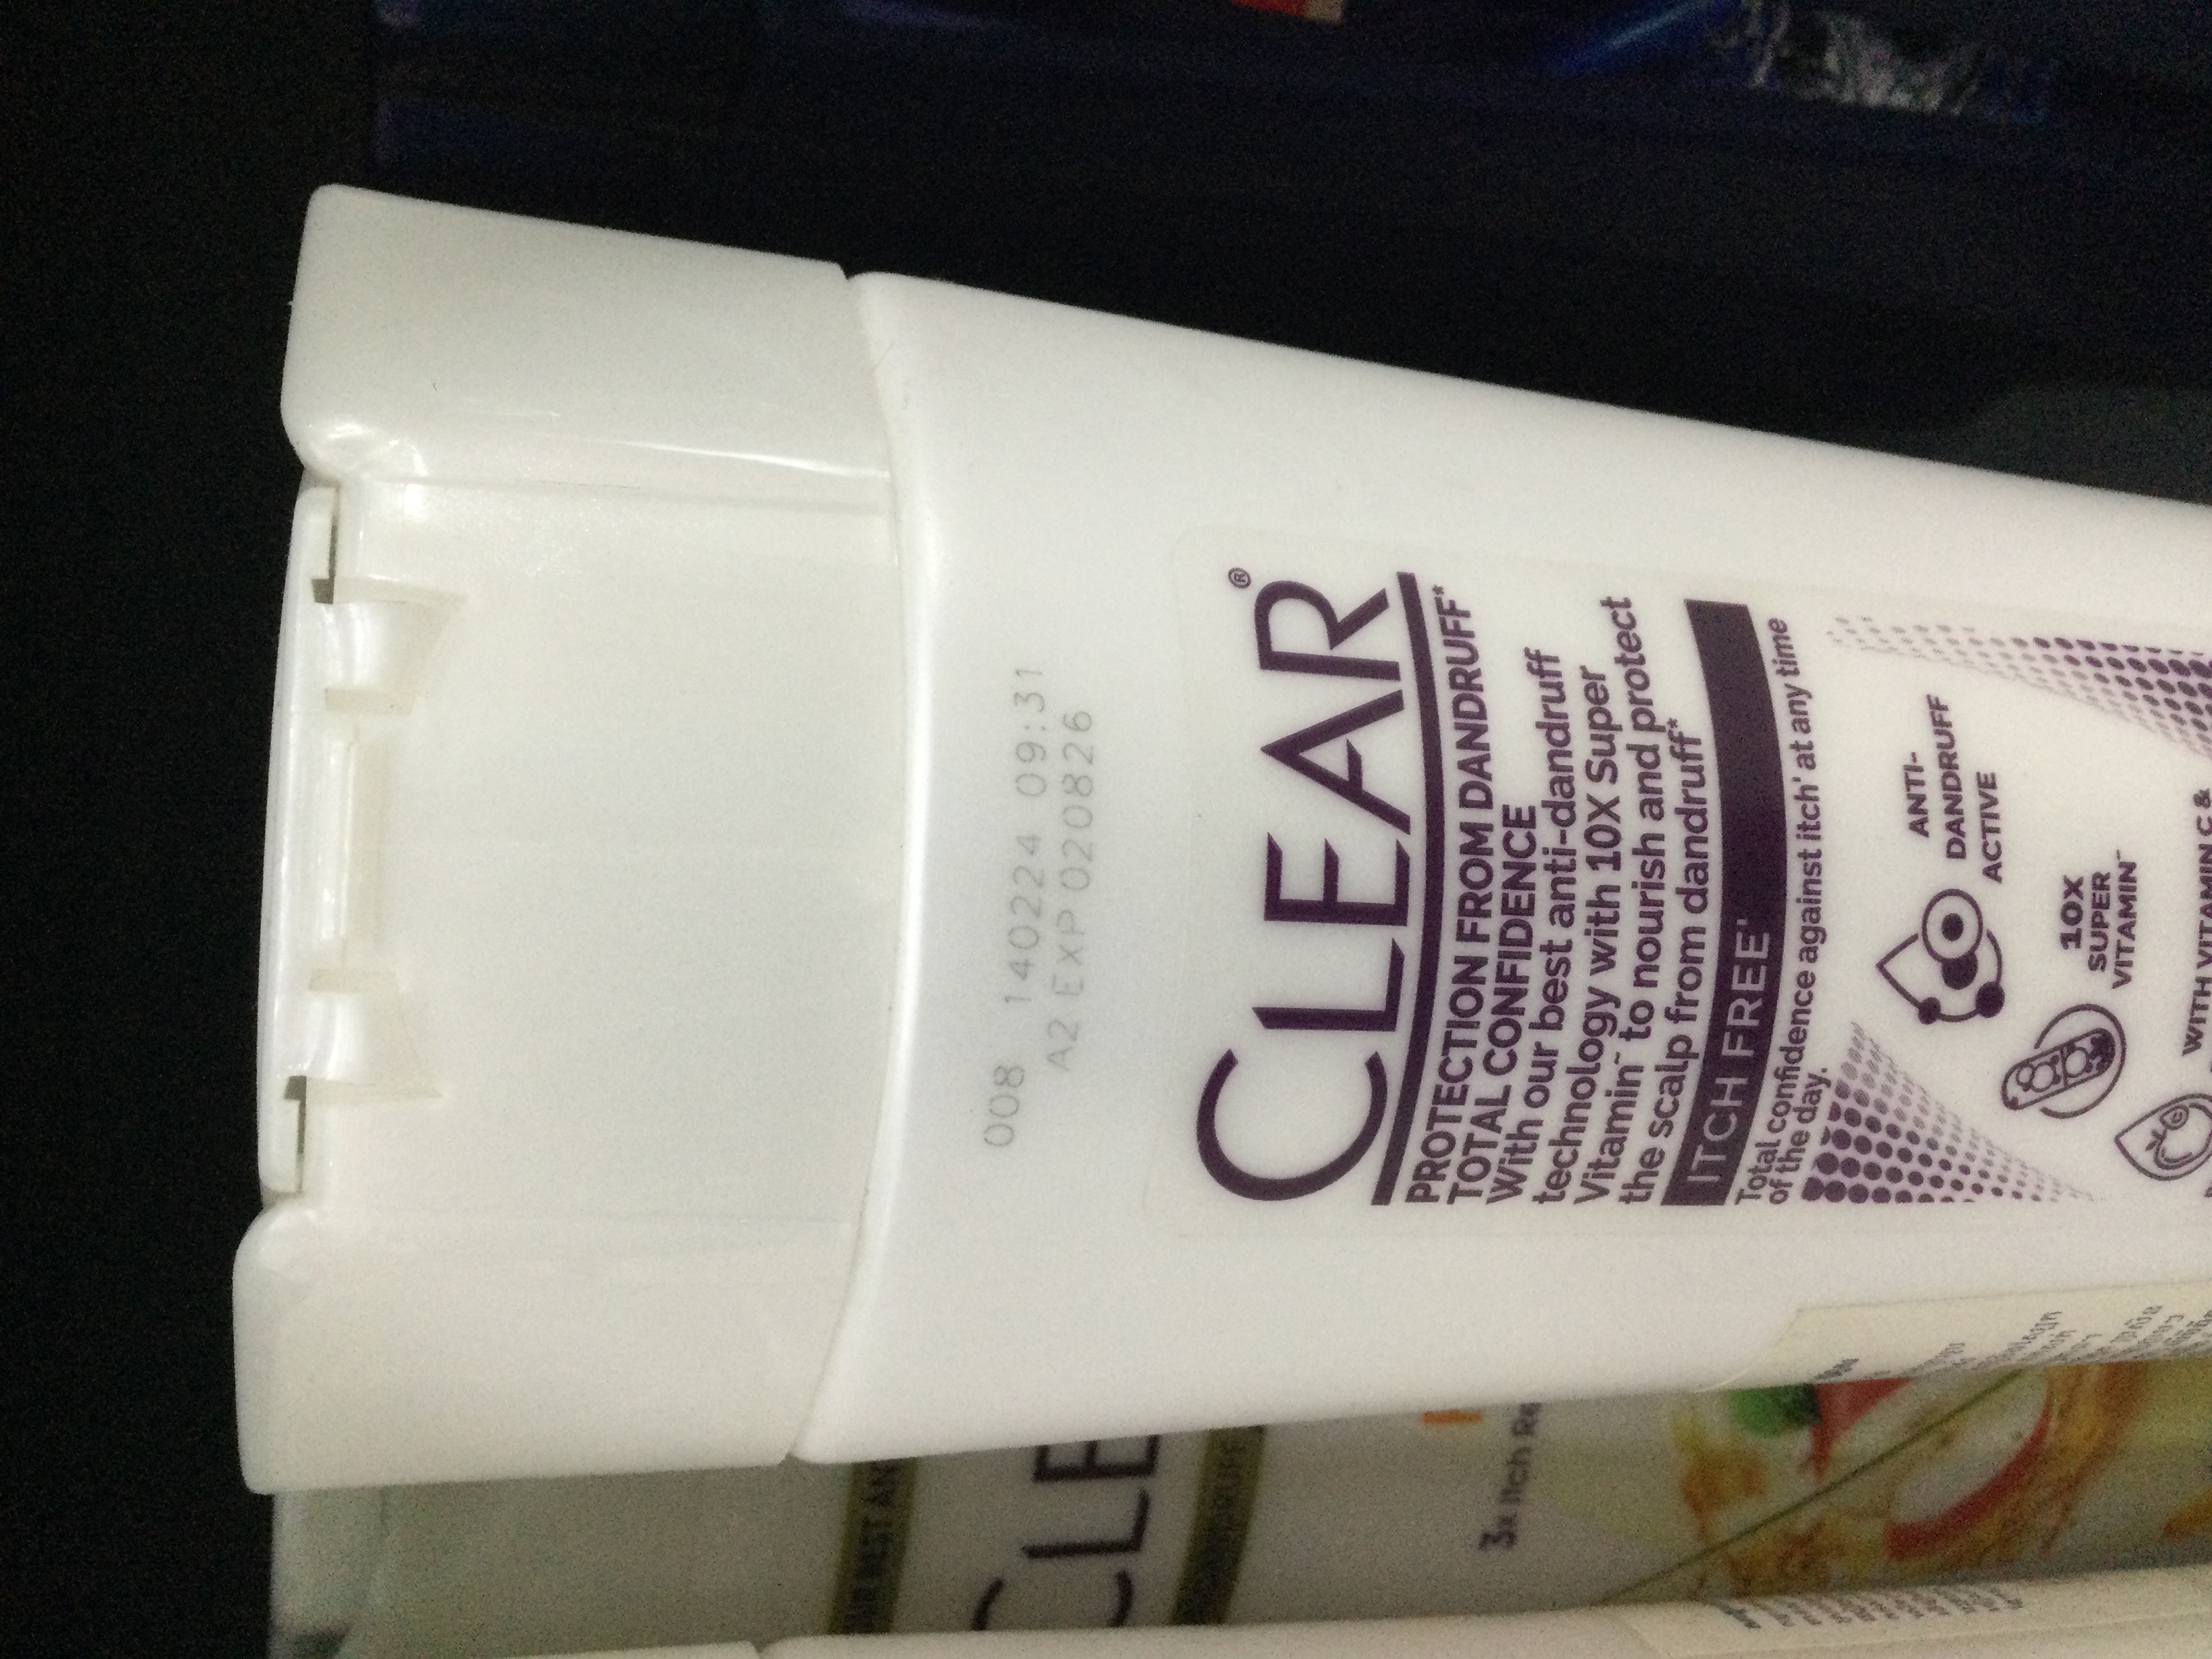 008 140224 09:31
A2 EXP 020826
CLEAR®
PROTECTION FROM DANDRUFF*
TOTAL CONFIDENCE
With our best anti-dandruff
technology with 10X Super
Vitamin~ to nourish and protect
the scalp from dandruff*
ITCH FREE'
Total confidence against itch' at any time
of the day.
ANTI-
DANDRUFF
ACTIVE
10X
SUPER
VITAMIN~
WITH VITAMIN C &
CLE
3x Itch Re